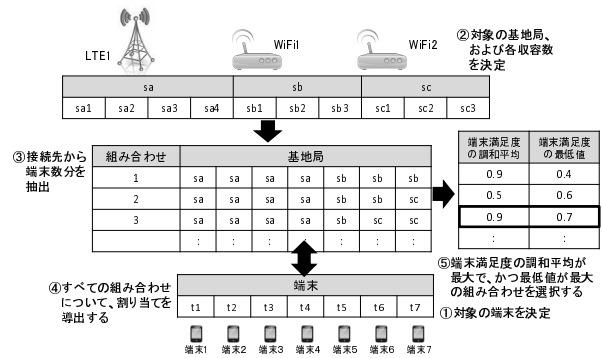 LTE1
WiFi1
WiFi2
②対象の基地局、
および各収容数
を決定
sa sb sc
sa1 sa2 sa3 sa4 sb1 sb2 sb3 sc1 sc2 sc3
③接続先から
端末数分を
抽出
組み合わせ 基地局
1 sa sa sa sa sb sb sb
2 sa sa sa sa sb sb sc
3 sa sa sa sa sb sc sc
: : : : : : : :
端末満足度の調和平均 端末満足度の最低値
0.9 0.4
0.5 0.6
0.9 0.7
: :
⑤端末満足度の調和平均が
最大で、かつ最低値が最大
の組み合わせを選択する
④すべての組み合わせ
について、割り当てを
導出する
端末
t1 t2 t3 t4 t5 t6 t7
①対象の端末を決定
端末1 端末2 端末3 端末4 端末5 端末6 端末7